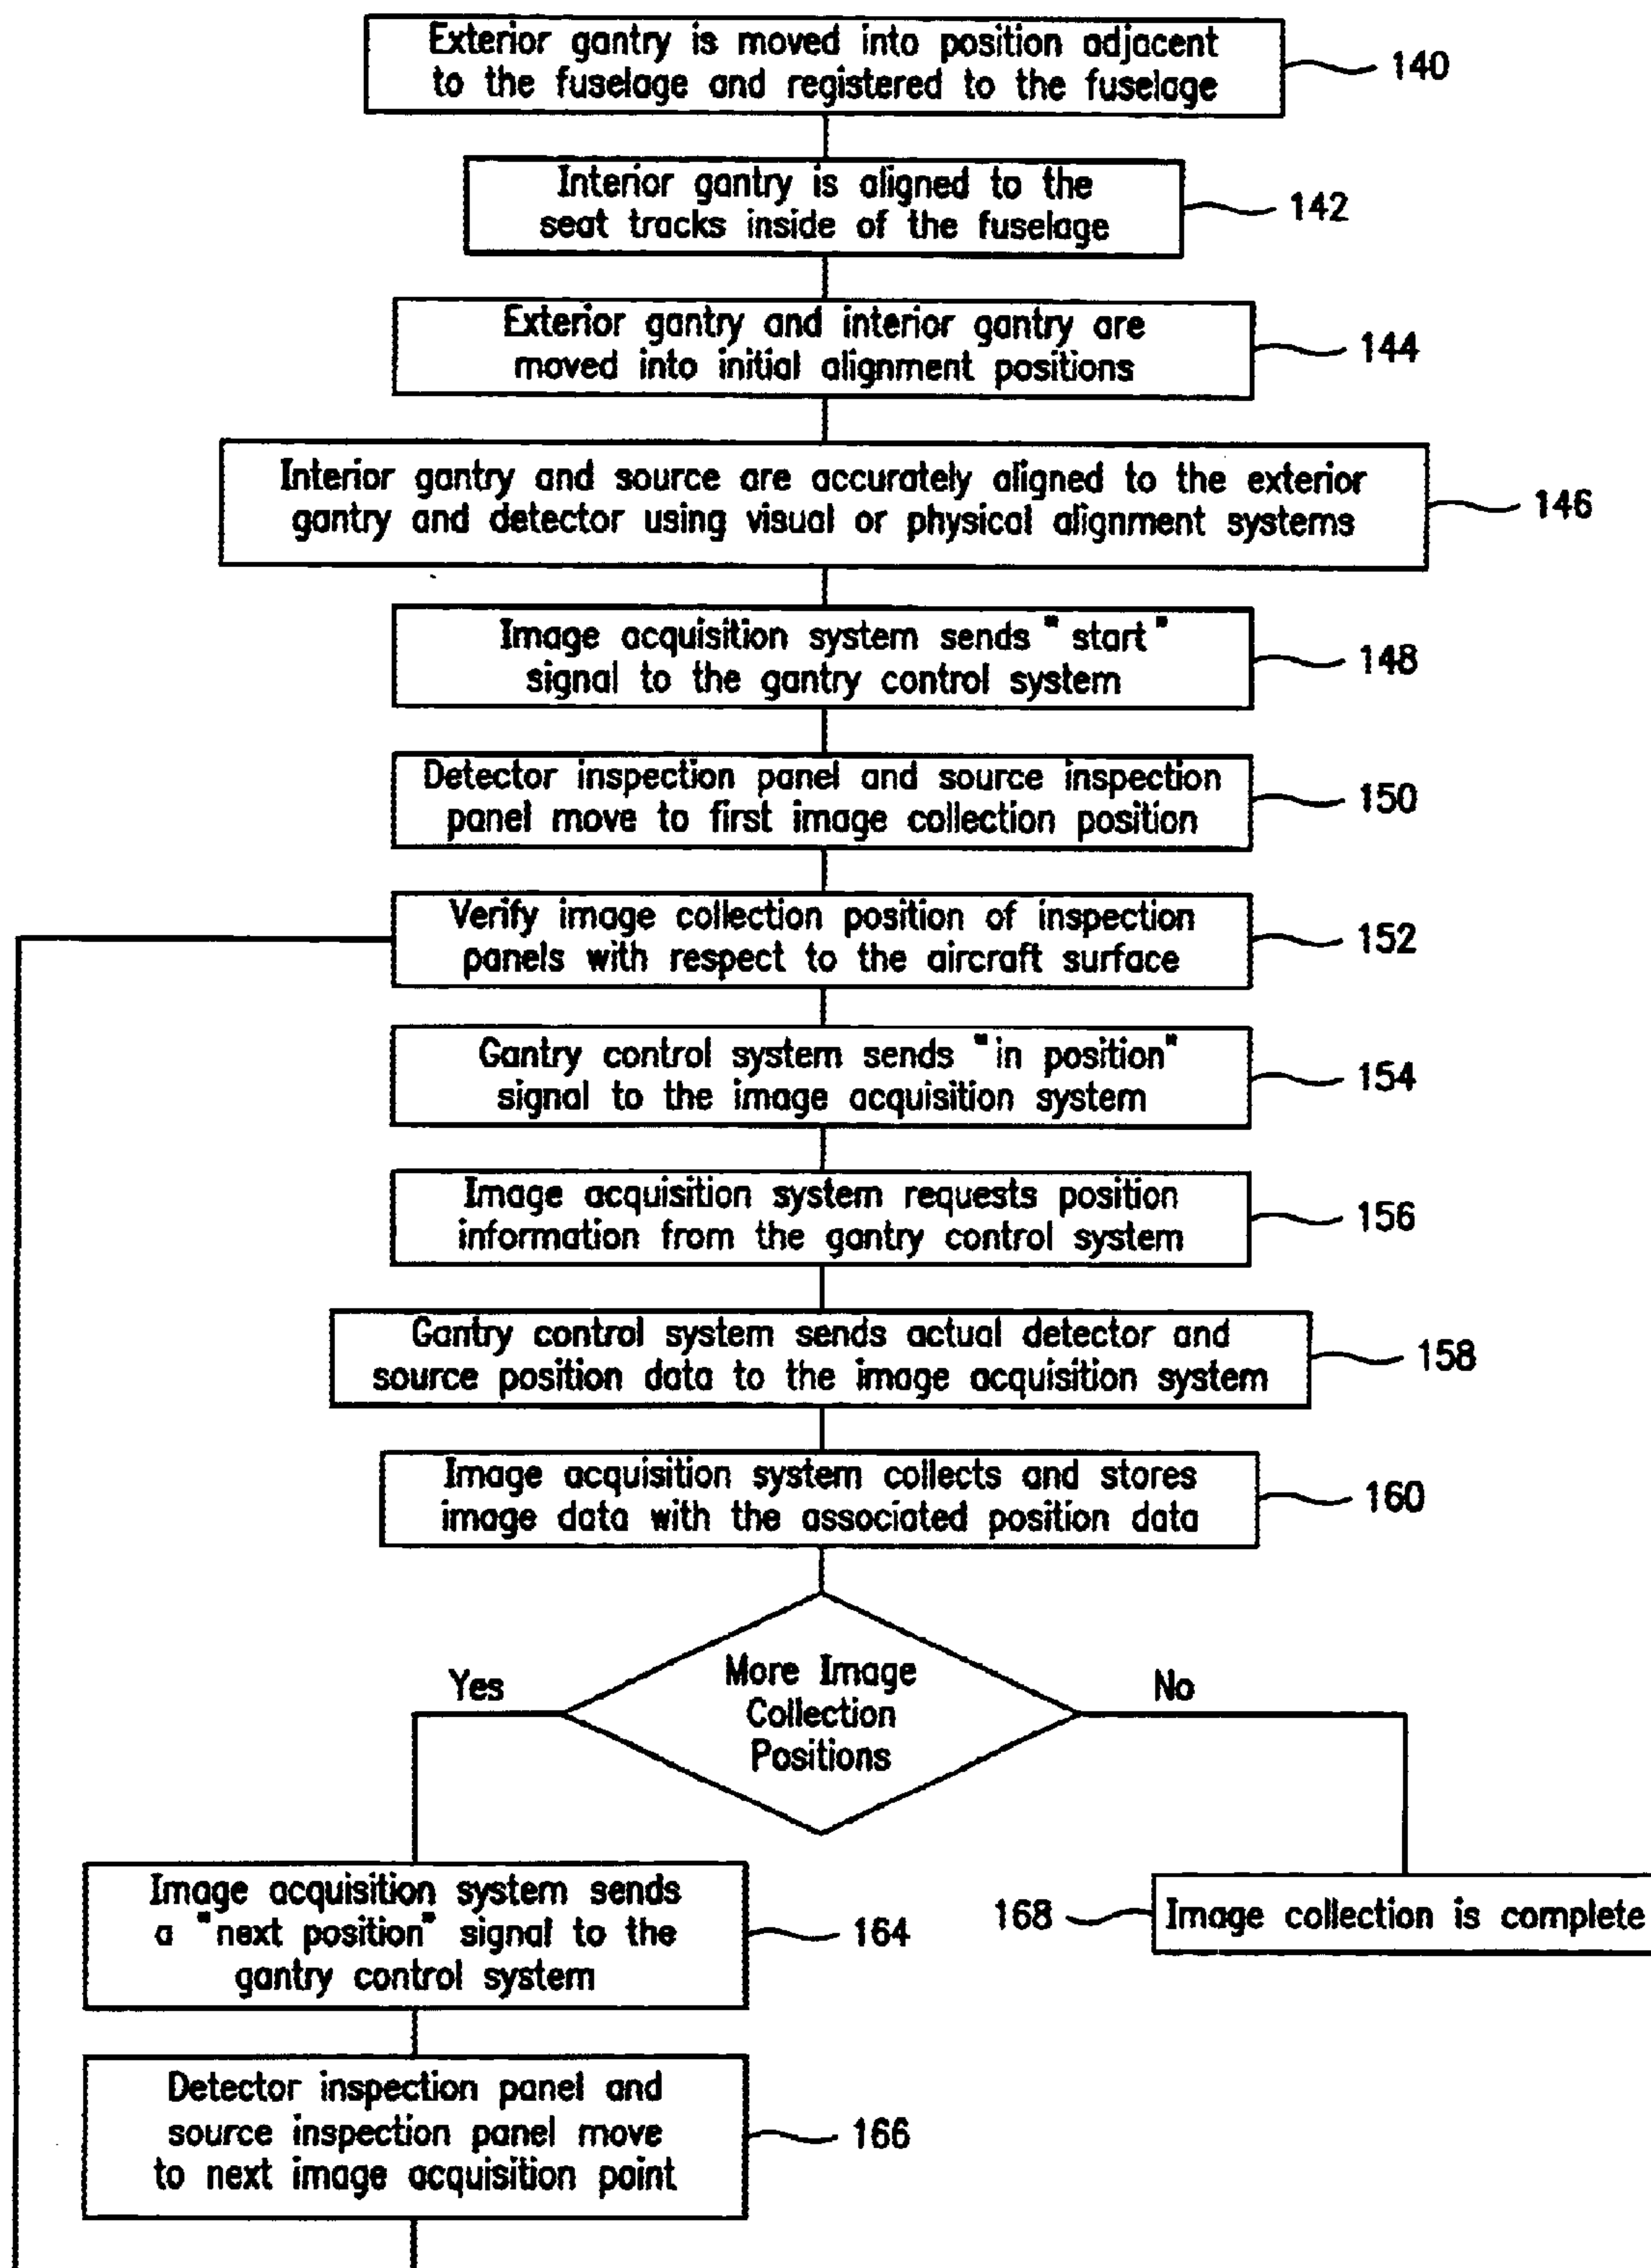 Exterior gantry is moved into position adjacent
to the fuselage and registered to the fuselage
140
Interior gantry is aligned to the
seat tracks inside of the fuselage
142
Exterior gantry and interior gantry are
moved into initial alignment positions
144
Interior gantry and source are accurately aligned to the exterior
gantry and detector using visual or physical alignment systems
146
Image acquisition system sends "start"
signal to the gantry control system
148
Detector inspection panel and source inspection
panel move to first image collection position
150
Verify image collection position of inspection
panels with respect to the aircraft surface
152
Gantry control system sends "in position"
signal to the image acquisition system
154
Image acquisition system requests position
information from the gantry control system
156
Gantry control system sends actual detector and
source position data to the image acquisition system
158
Image acquisition system collects and stores
image data with the associated position data
160
More Image
Collection
Positions
Yes
No
Image acquisition system sends
a "next position" signal to the
gantry control system
164
168
Image collection is complete
Detector inspection panel and
source inspection panel move
to next image acquisition point
166